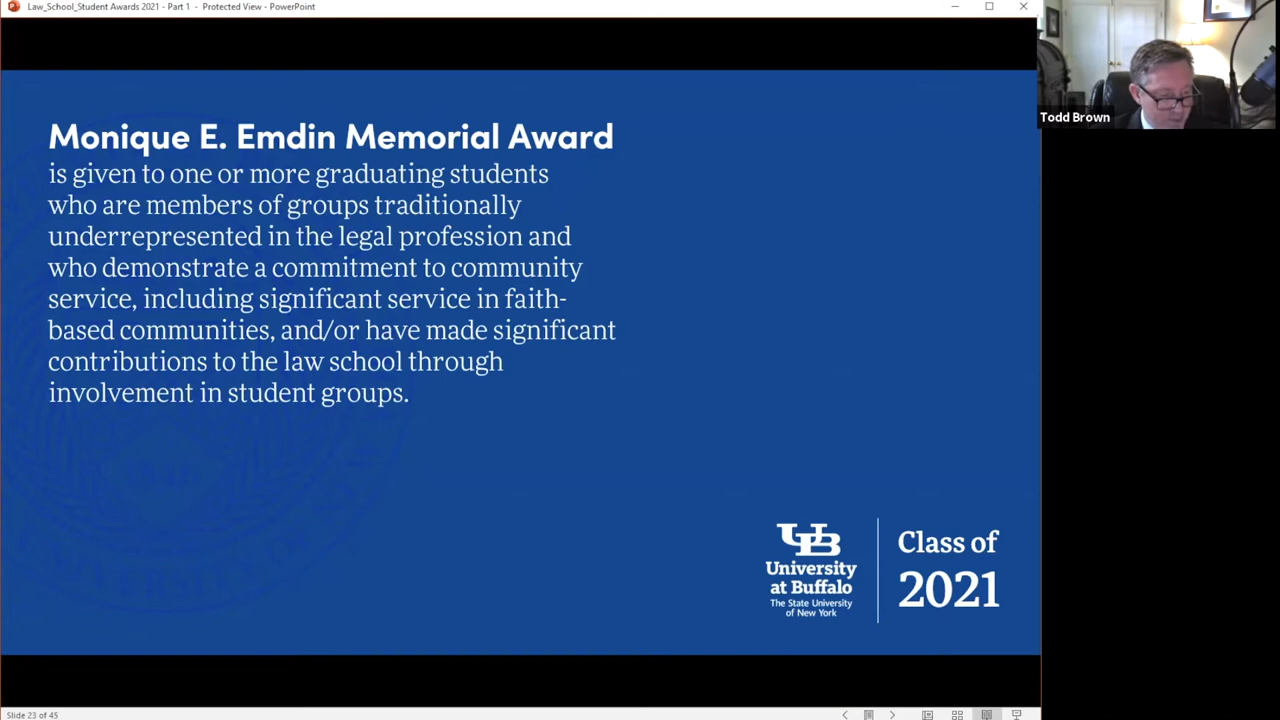 Law_School_Student Awards 2021 - Part 1 - Protected View - PowerPoint
Todd Brown
Monique E. Emdin Memorial Award
is given to one or more graduating students
who are members of groups traditionally
underrepresented in the legal profession and
who demonstrate a commitment to community
service, including significant service in faith-
based communities, and/or have made significant
contributions to the law school through
involvement in student groups.
UB
University
at Buffalo
The State University
of New York
Class of
2021
Slide 23 of 45